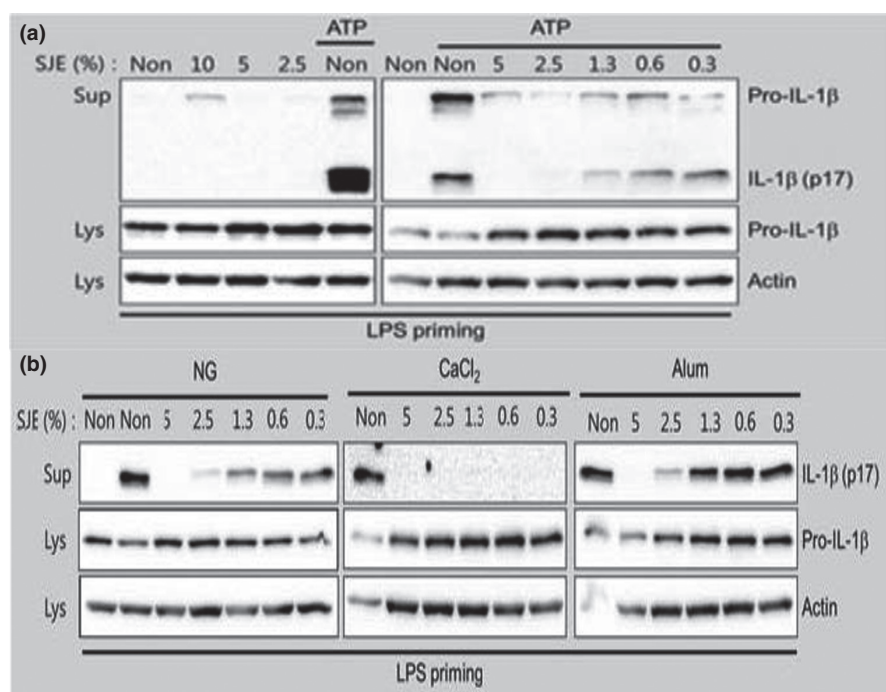 (a)
ATP ATP
SJE (%) : Non 10 5 2.5 Non Non Non 5 2.5 1.3 0.6 0.3
Sup Pro-IL-1β
IL-1β (p17)
Lys Pro-IL-1β
Lys Actin
LPS priming
(b)
NG CaCl₂ Alum
SJE (%) : Non Non 5 2.5 1.3 0.6 0.3 Non 5 2.5 1.3 0.6 0.3 Non 5 2.5 1.3 0.6 0.3
Sup IL-1β (p17)
Lys Pro-IL-1β
Lys Actin
LPS priming